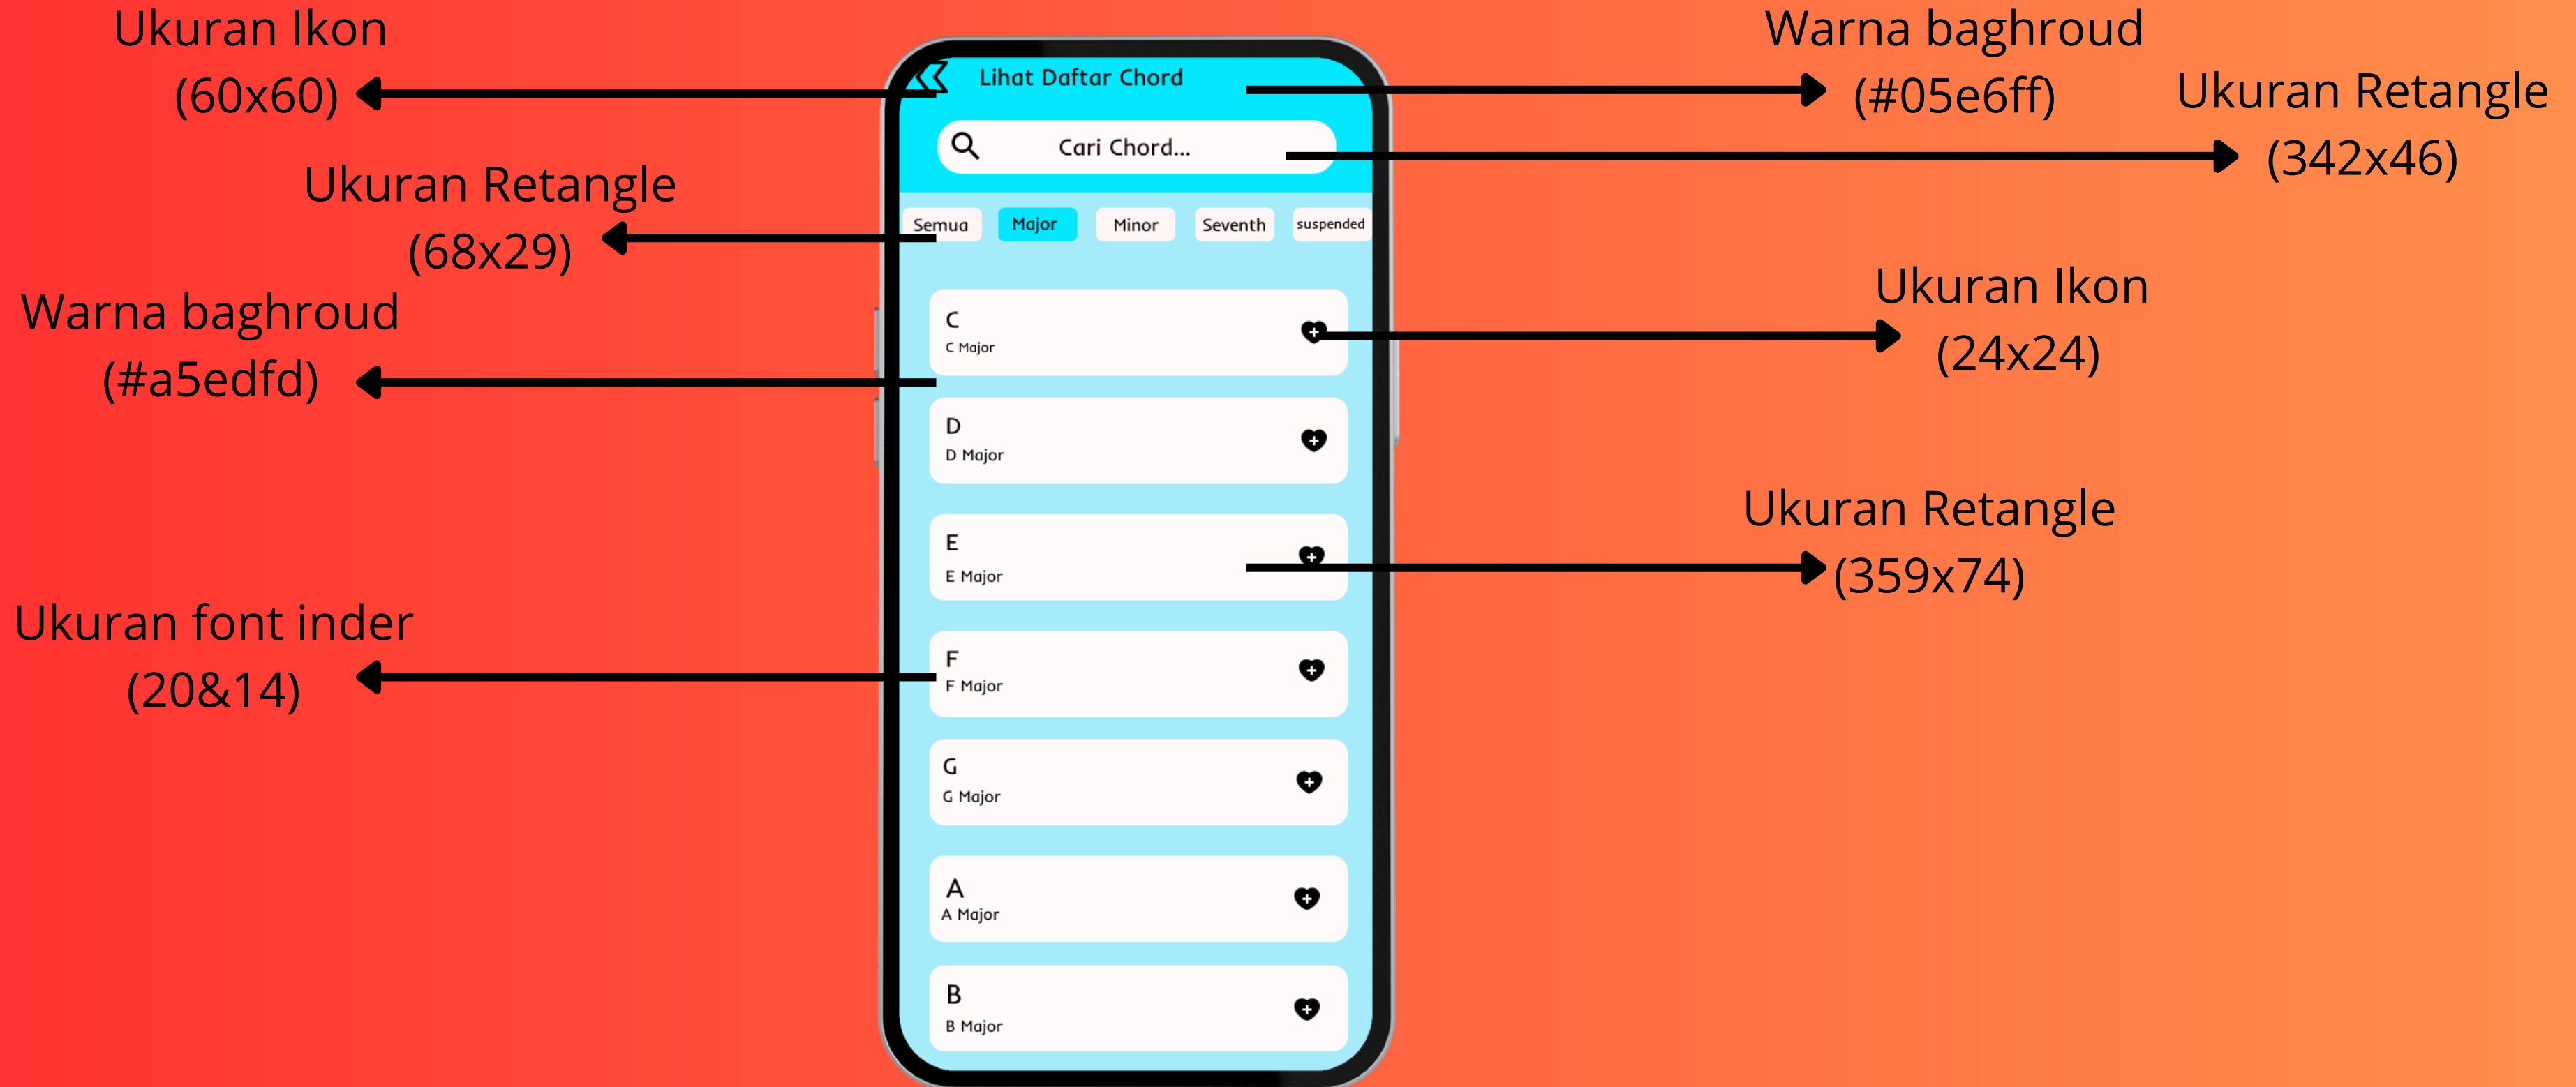 Ukuran Ikon
(60x60)
Ukuran Retangle
(68x29)
Warna baghroud
(#a5edfd)
Ukuran font inder
(20&14)
Lihat Daftar Chord
Cari Chord...
Semua Major Minor Seventh suspended
C
C Major
D
D Major
E
E Major
F
F Major
G
G Major
A
A Major
B
B Major
Warna baghroud
(#05e6ff)
Ukuran Retangle
(342x46)
Ukuran Ikon
(24x24)
Ukuran Retangle
(359x74)